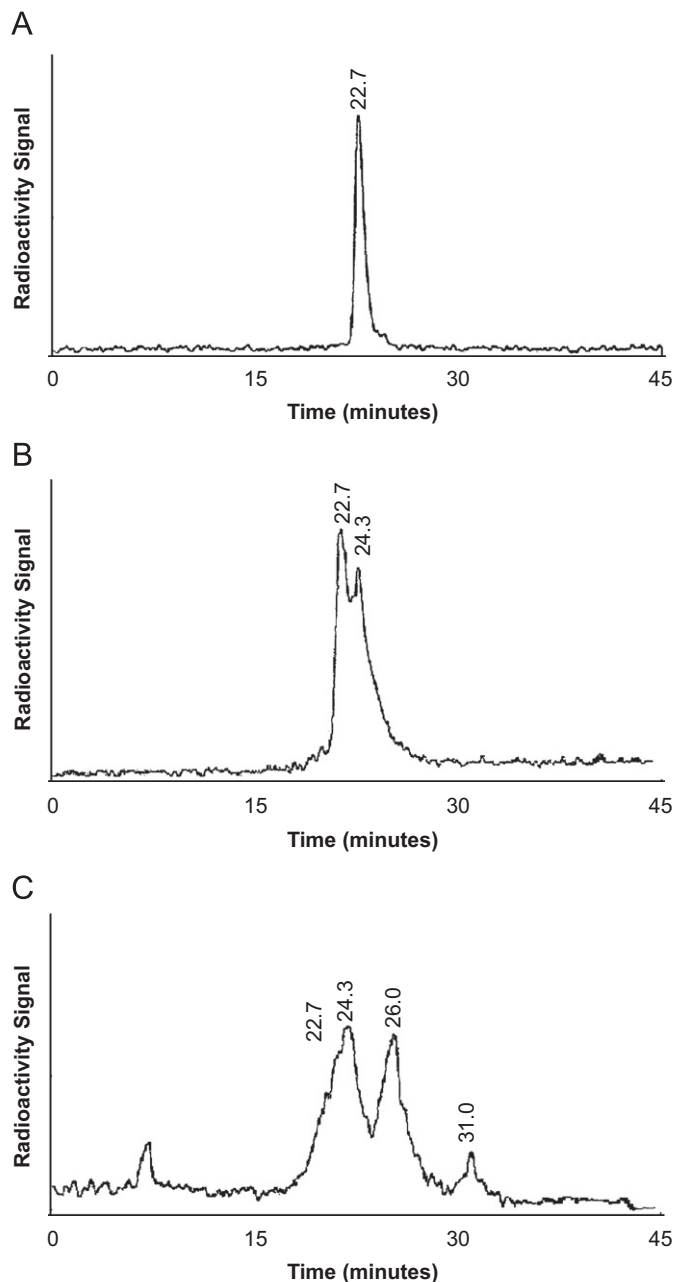 A
Radioactivity Signal
22.7
0 15 30 45
Time (minutes)
B
Radioactivity Signal
22.7
24.3
0 15 30 45
Time (minutes)
C
Radioactivity Signal
22.7
24.3
26.0
31.0
0 15 30 45
Time (minutes)